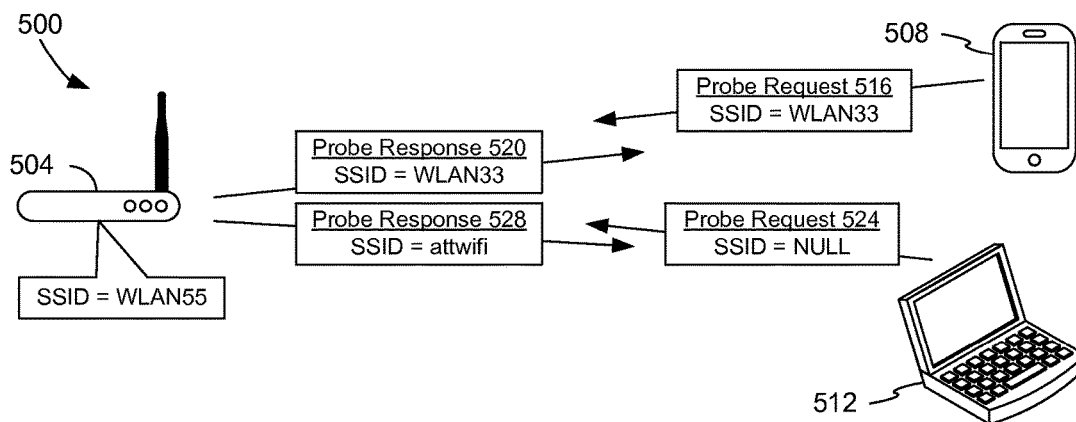 500
508
Probe Request 516
SSID = WLAN33
504
Probe Response 520
SSID = WLAN33
Probe Response 528
SSID = attwifi
Probe Request 524
SSID = NULL
SSID = WLAN55
512